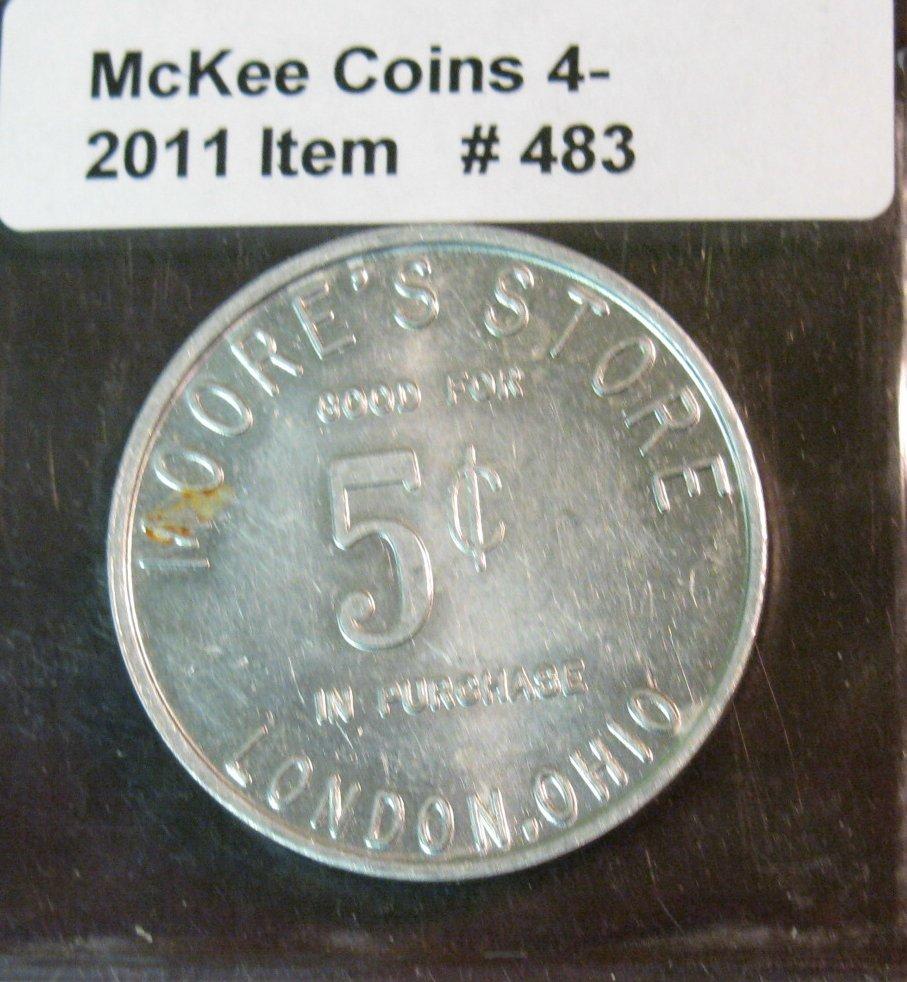 McKee Coins 4-
2011 Item # 483
MOORE'S STORE
GOOD FOR
5¢
IN PURCHASE
LONDON, OHIO